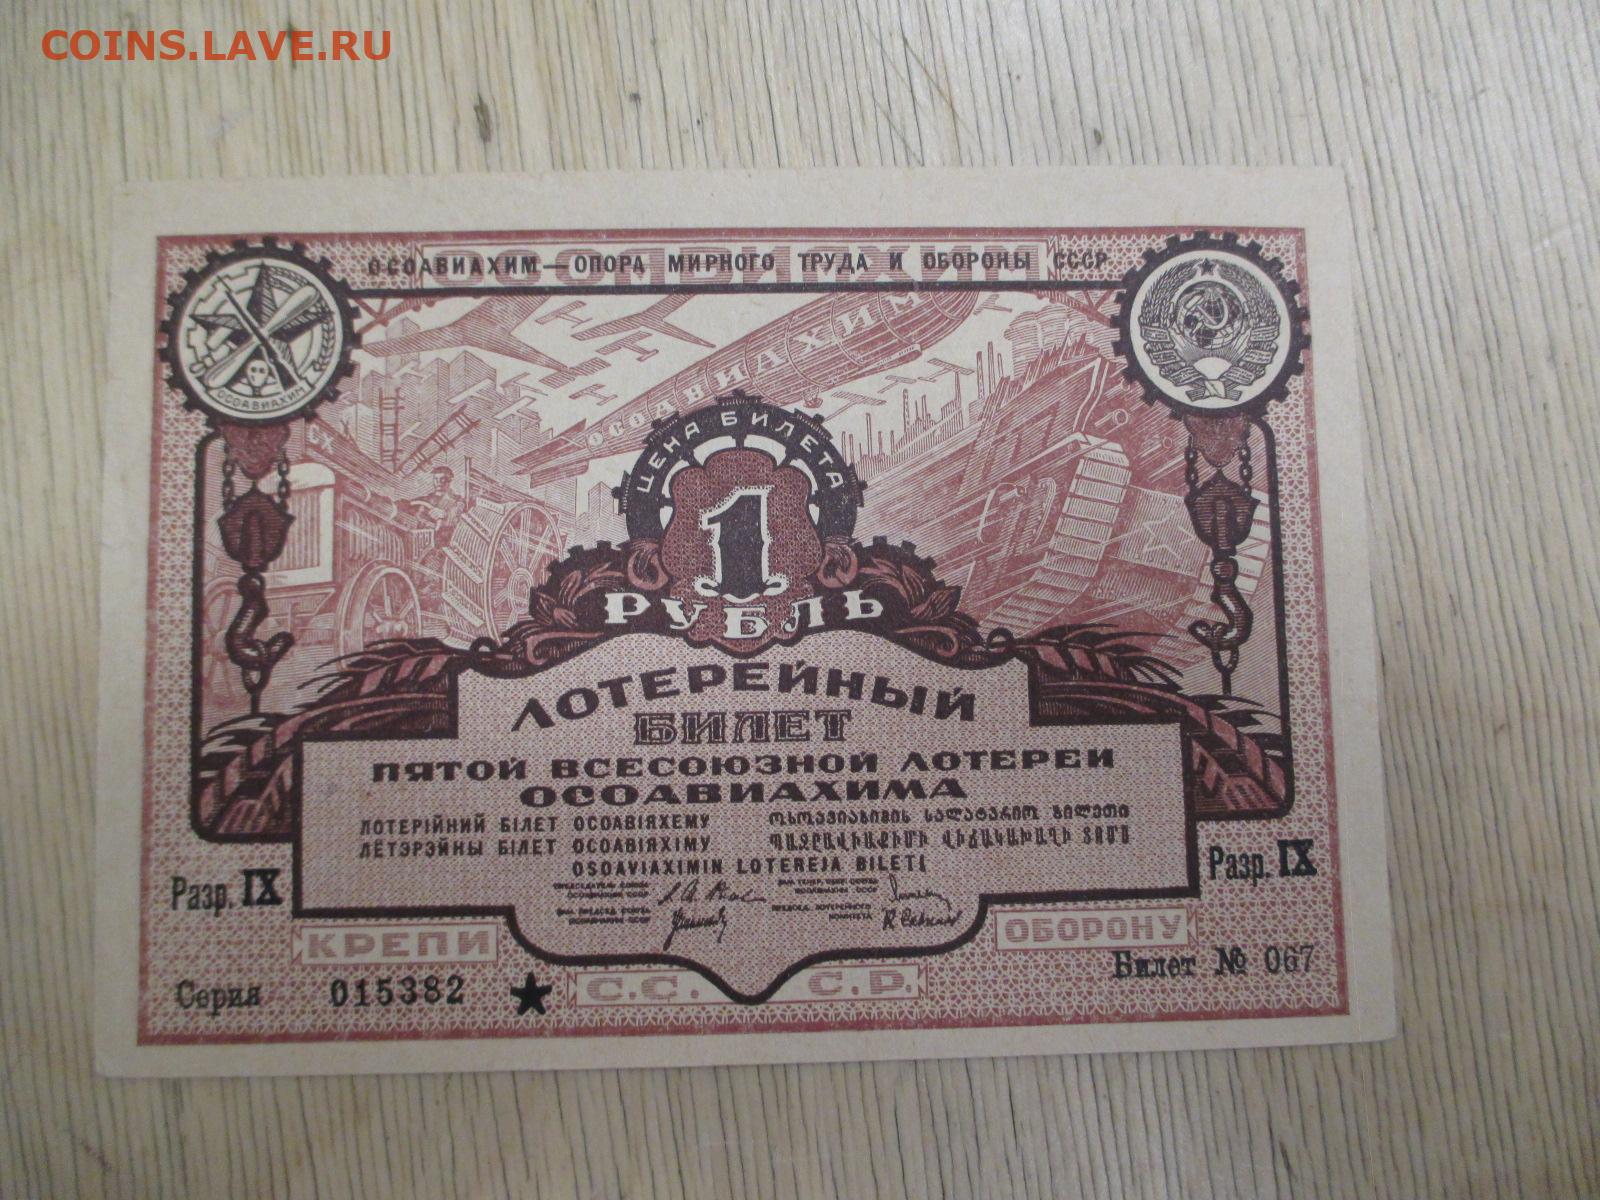 COINS.LAVE.RU
ОСОАВИАХИМ
ОСОАВИАХИМ — ОПОРА МИРНОГО ТРУДА И ОБОРОНЫ СССР
ОСОАВИАХИМ
ОСОАВИАХИМ
СХ
ЦЕНА БИЛЕТА
1
РУБЛЬ
ЛОТЕРЕЙНЫЙ
БИЛЕТ
ПЯТОЙ ВСЕСОЮЗНОЙ ЛОТЕРЕИ
ОСОАВИАХИМА
ЛОТЕРІЙНИЙ БІЛЕТ ОСОАВІЯХЕМУ
ЛЁТЭРЭЙНЫ БІЛЕТ ОСОАВІЯХІМУ
OSOAVIAXIMIN LOTEREJA BILETI
Разр. IX
Разр. IX
КРЕПИ
ОБОРОНУ
С.С.
С.Р.
Серия 015382 ★
Билет № 067